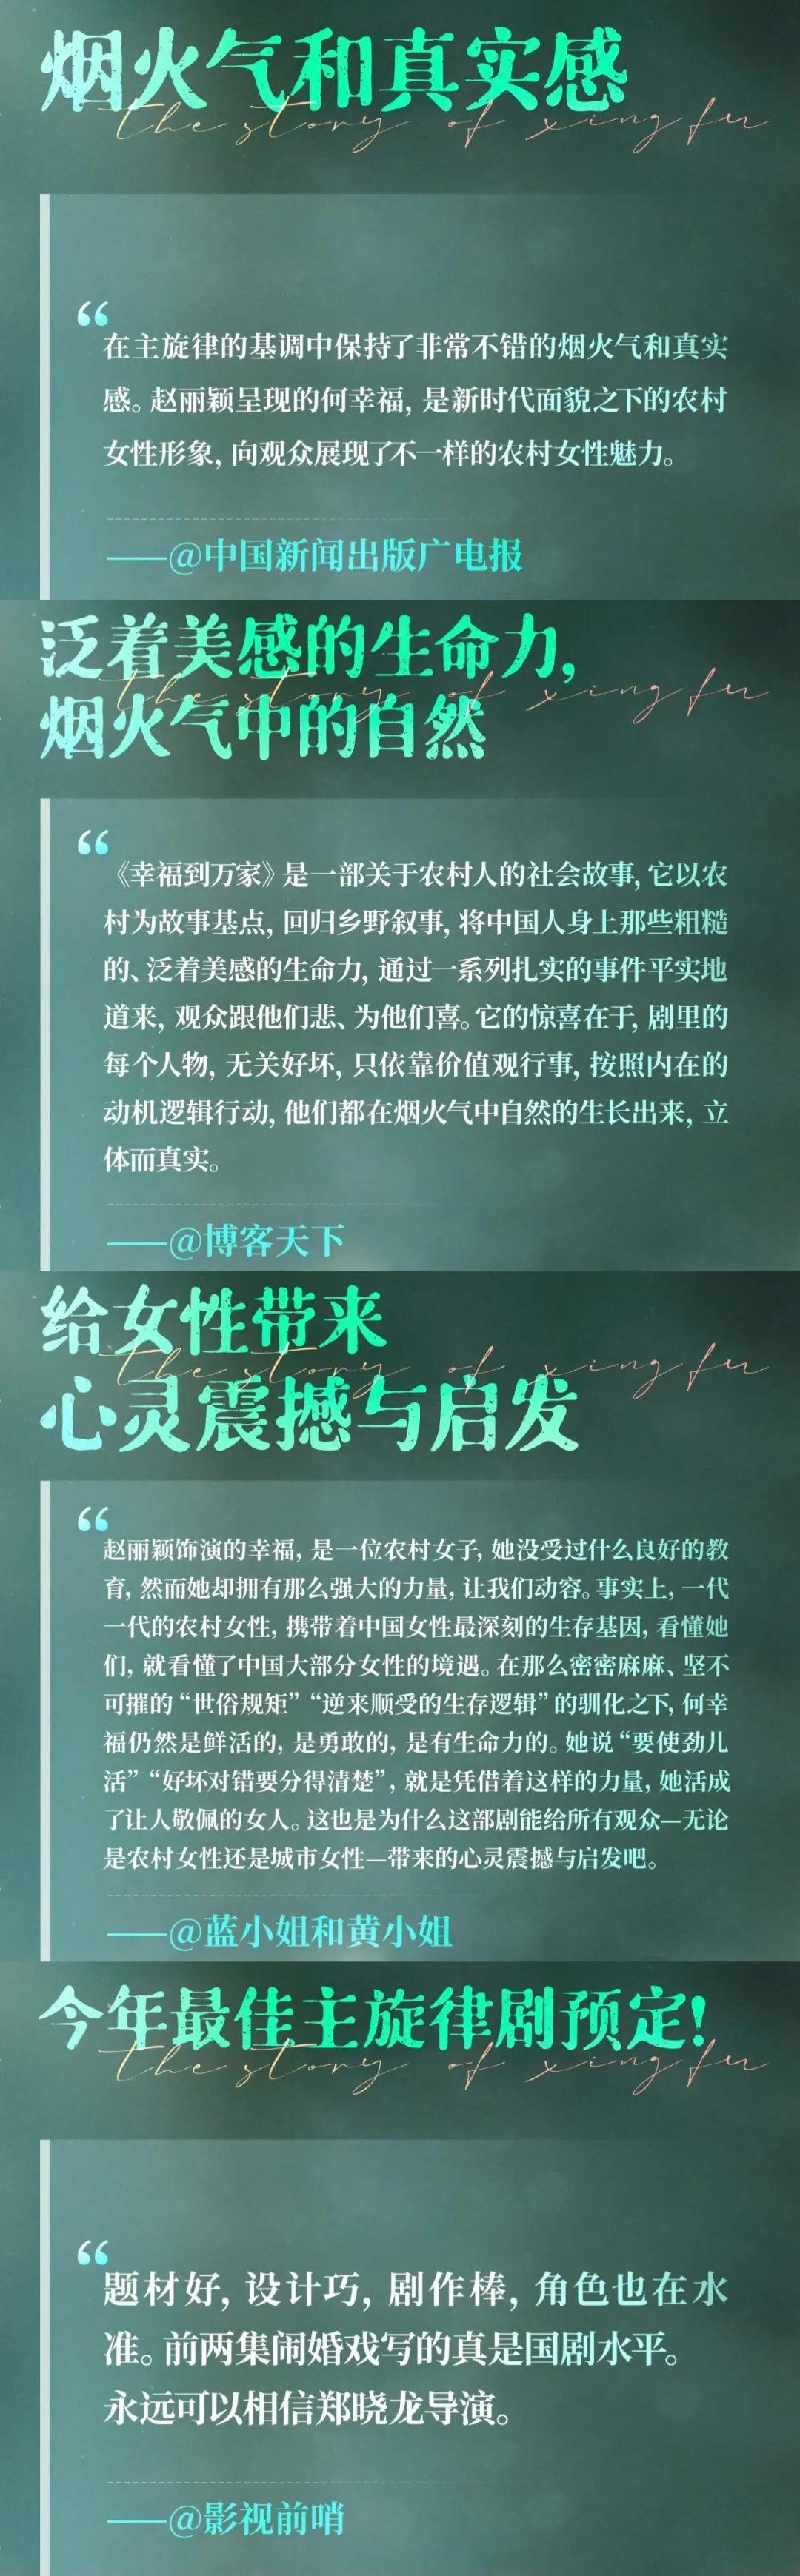 烟火气和真实感
the story of xing fu
“
在主旋律的基调中保持了非常不错的烟火气和真实
感。赵丽颖呈现的何幸福，是新时代面貌之下的农村
女性形象，向观众展现了不一样的农村女性魅力。
——@中国新闻出版广电报
泛着美感的生命力，
the story of xing fu
烟火气中的自然
“
《幸福到万家》是一部关于农村人的社会故事，它以农
村为故事基点，回归乡野叙事，将中国人身上那些粗糙
的、泛着美感的生命力，通过一系列扎实的事件平实地
道来，观众跟他们悲、为他们喜。它的惊喜在于，剧里的
每个人物，无关好坏，只依靠价值观行事，按照内在的
动机逻辑行动，他们都在烟火气中自然的生长出来，立
体而真实。
——@博客天下
给女性带来
the story of xing fu
心灵震撼与启发
“
赵丽颖饰演的幸福，是一位农村女子，她没受过什么良好的教
育，然而她却拥有那么强大的力量，让我们动容。事实上，一代
一代的农村女性，携带着中国女性最深刻的生存基因，看懂她
们，就看懂了中国大部分女性的境遇。在那么密密麻麻、坚不
可摧的“世俗规矩”“逆来顺受的生存逻辑”的驯化之下，何幸
福仍然是鲜活的，是勇敢的，是有生命力的。她说“要使劲儿
活”“好坏对错要分得清楚”，就是凭借着这样的力量，她活成
了让人敬佩的女人。这也是为什么这部剧能给所有观众—无论
是农村女性还是城市女性—带来的心灵震撼与启发吧。
——@蓝小姐和黄小姐
今年最佳主旋律剧预定！
the story of xing fu
“
题材好，设计巧，剧作棒，角色也在水
准。前两集闹婚戏写的真是国剧水平。
永远可以相信郑晓龙导演。
——@影视前哨